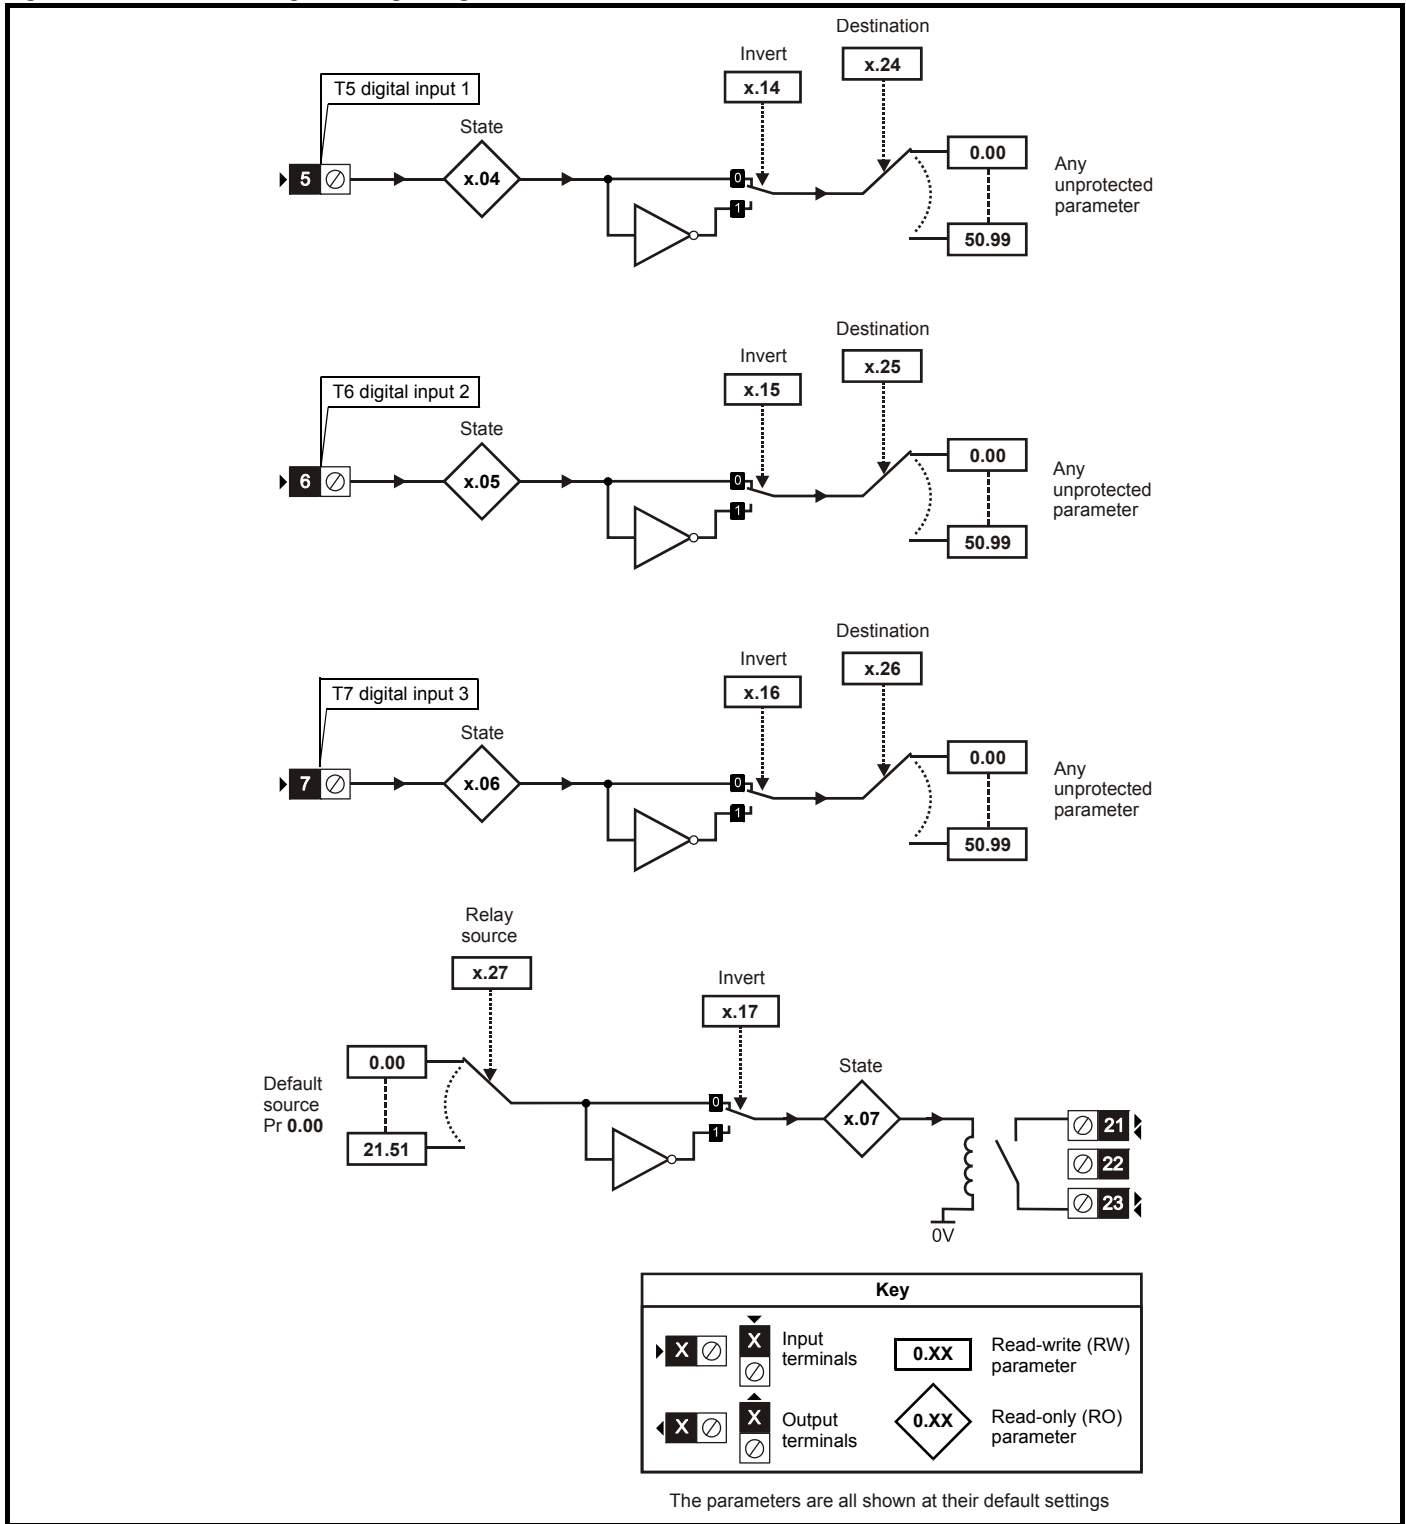 Destination
Invert
x.24
x.14
T5 digital input 1
State
0
0.00
5
x.04
Any
unprotected
parameter
1
50.99
Destination
Invert
x.25
x.15
T6 digital input 2
State
0
0.00
6
x.05
Any
unprotected
parameter
1
50.99
Destination
Invert
x.26
x.16
T7 digital input 3
State
0
0.00
7
x.06
Any
unprotected
parameter
1
50.99
Relay
source
x.27
Invert
x.17
0.00
State
Default
source
Pr 0.00
0
x.07
21
1
21.51
22
23
0V
Key
X
X
Input
terminals
0.XX
Read-write (RW)
parameter
X
X
Output
terminals
0.XX
Read-only (RO)
parameter
The parameters are all shown at their default settings